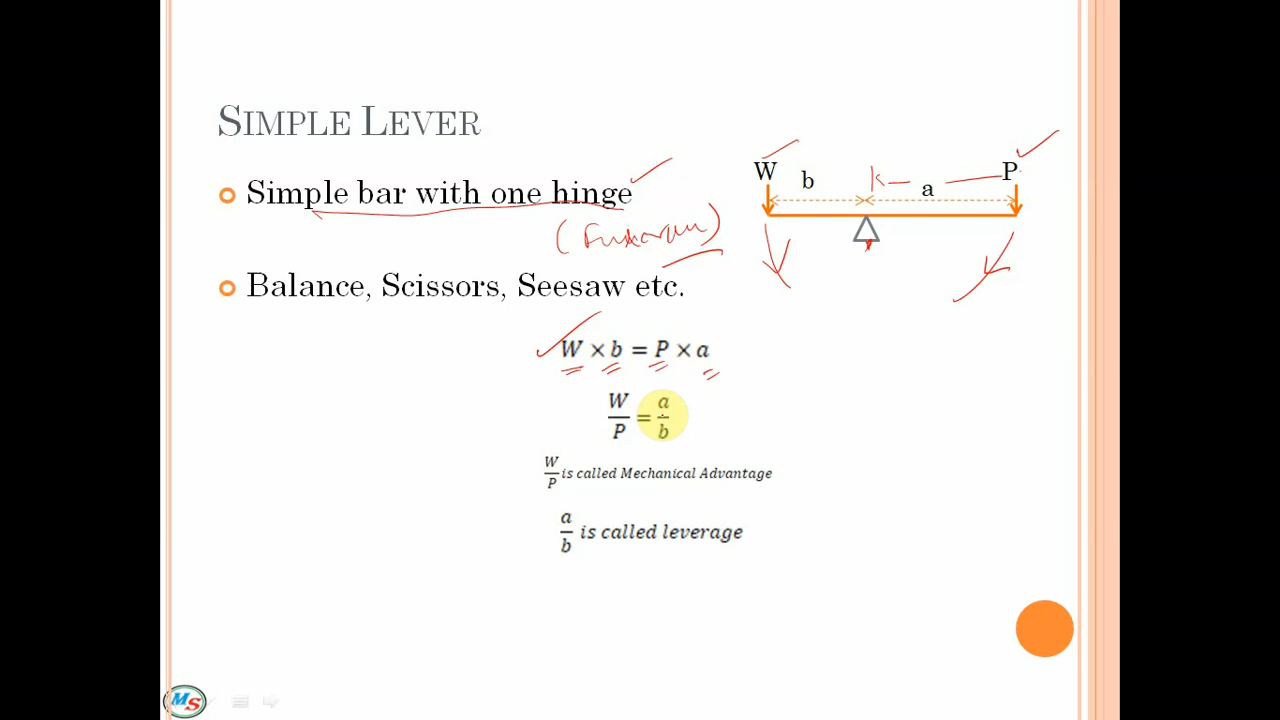 SIMPLE LEVER
Simple bar with one hinge
Balance, Scissors, Seesaw etc.
W b a P
W × b = P × a
W/P = a/b
W/P is called Mechanical Advantage
a/b is called leverage
MS